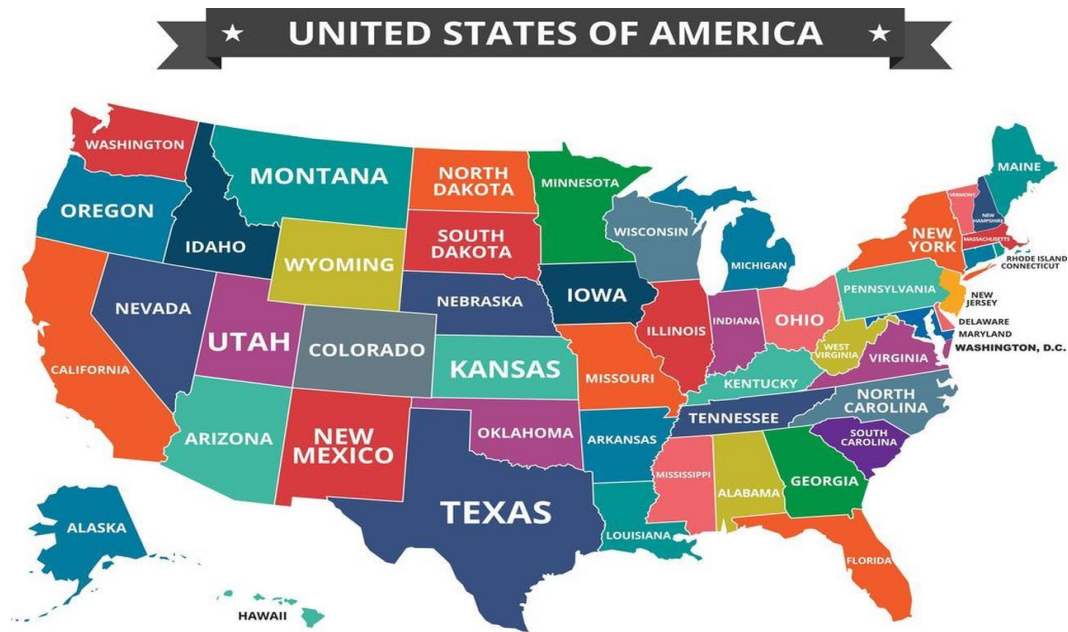 UNITED STATES OF AMERICA
WASHINGTON
MONTANA
NORTH
DAKOTA
MINNESOTA
MAINE
VERMONT
NEW
HAMPSHIRE
OREGON
IDAHO
WYOMING
SOUTH
DAKOTA
WISCONSIN
MICHIGAN
NEW
YORK
MASSACHUSETTS
RHODE ISLAND
CONNECTICUT
NEVADA
UTAH
COLORADO
NEBRASKA
IOWA
ILLINOIS
INDIANA
OHIO
PENNSYLVANIA
NEW
JERSEY
DELAWARE
MARYLAND
WASHINGTON, D.C.
WEST
VIRGINIA
VIRGINIA
CALIFORNIA
KANSAS
MISSOURI
KENTUCKY
NORTH
CAROLINA
TENNESSEE
ARIZONA
NEW
MEXICO
OKLAHOMA
ARKANSAS
SOUTH
CAROLINA
MISSISSIPPI
ALABAMA
GEORGIA
TEXAS
LOUISIANA
FLORIDA
ALASKA
HAWAII